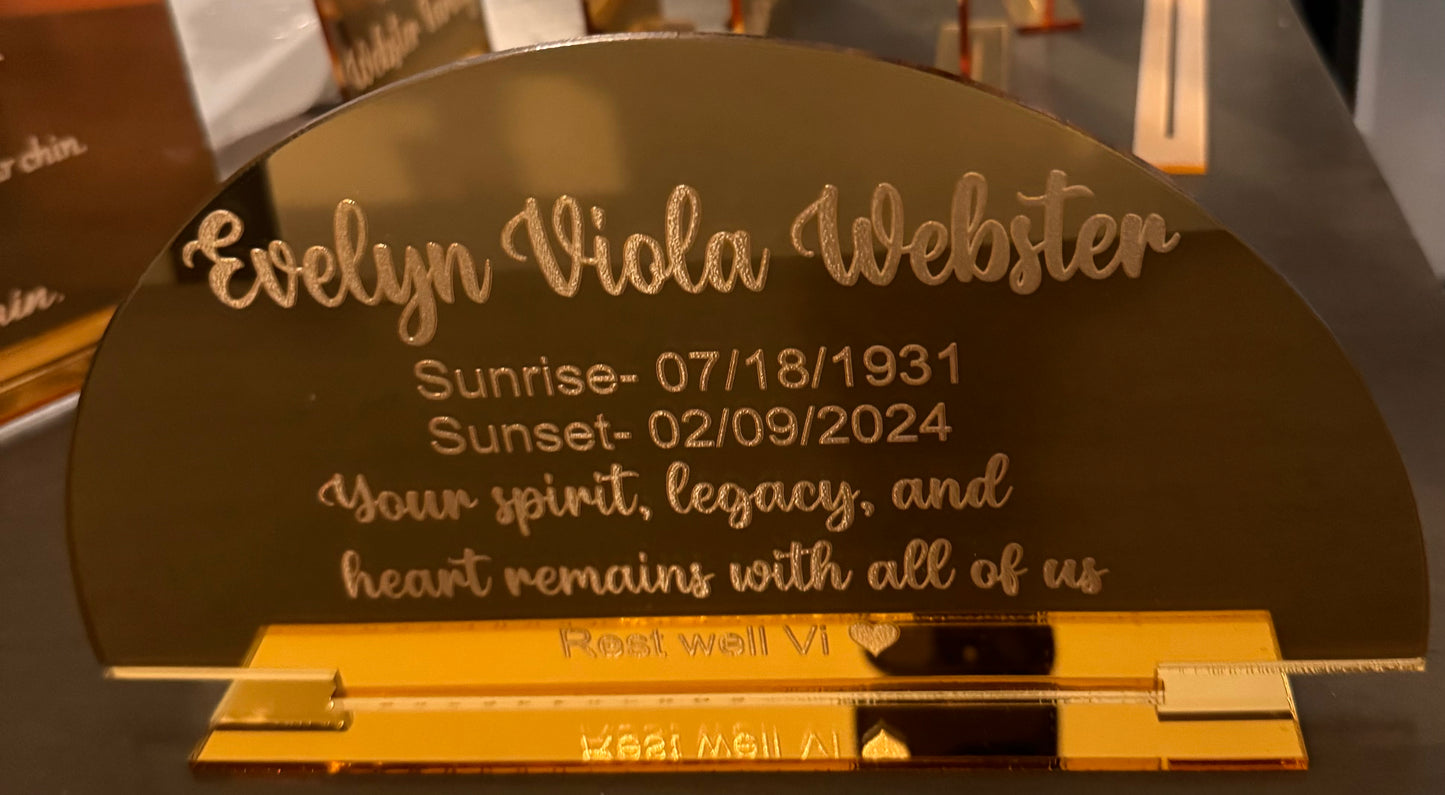 Evelyn Viola Webster
Sunrise- 07/18/1931
Sunset- 02/09/2024
Your spirit, legacy, and
heart remains with all of us
Rest well Vi ♥
chin.